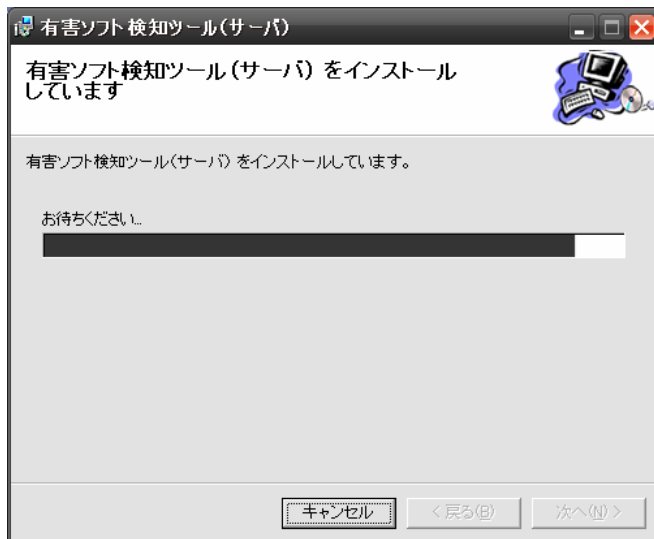 有害ソフト検知ツール(サーバ)
有害ソフト検知ツール(サーバ) をインストール
しています
有害ソフト検知ツール(サーバ) をインストールしています。
お待ちください...
キャンセル
< 戻る(B)
次へ(N) >